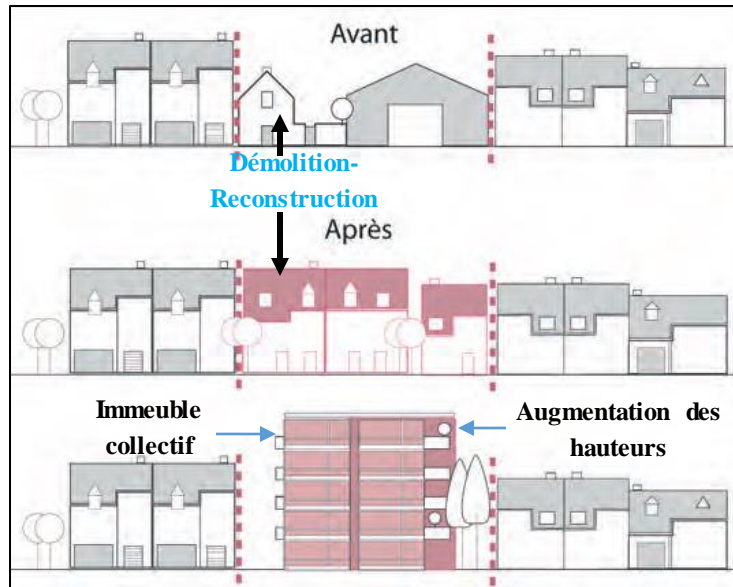 Avant
Démolition-
Reconstruction
Après
Immeuble
collectif
Augmentation des
hauteurs